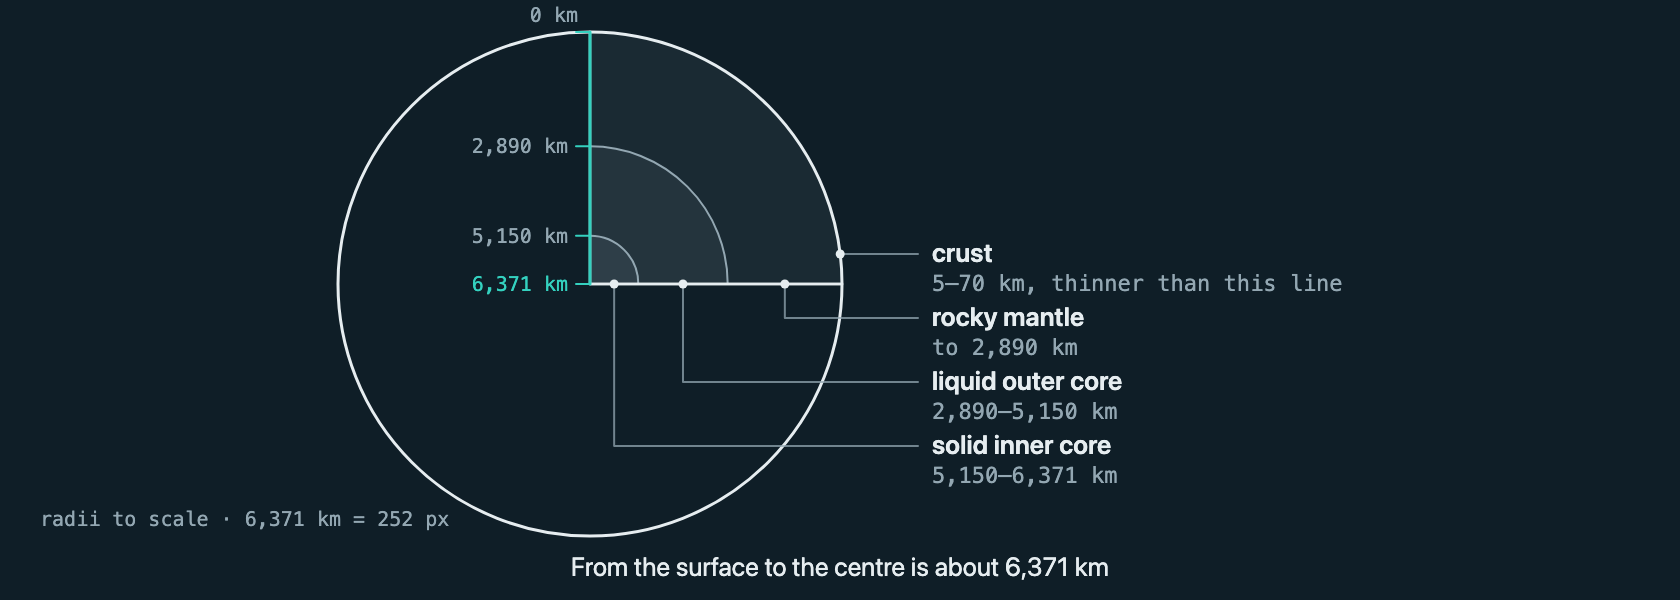 0 km
2,890 km
5,150 km
6,371 km
crust
5–70 km, thinner than this line
rocky mantle
to 2,890 km
liquid outer core
2,890–5,150 km
solid inner core
5,150–6,371 km
radii to scale · 6,371 km = 252 px
From the surface to the centre is about 6,371 km